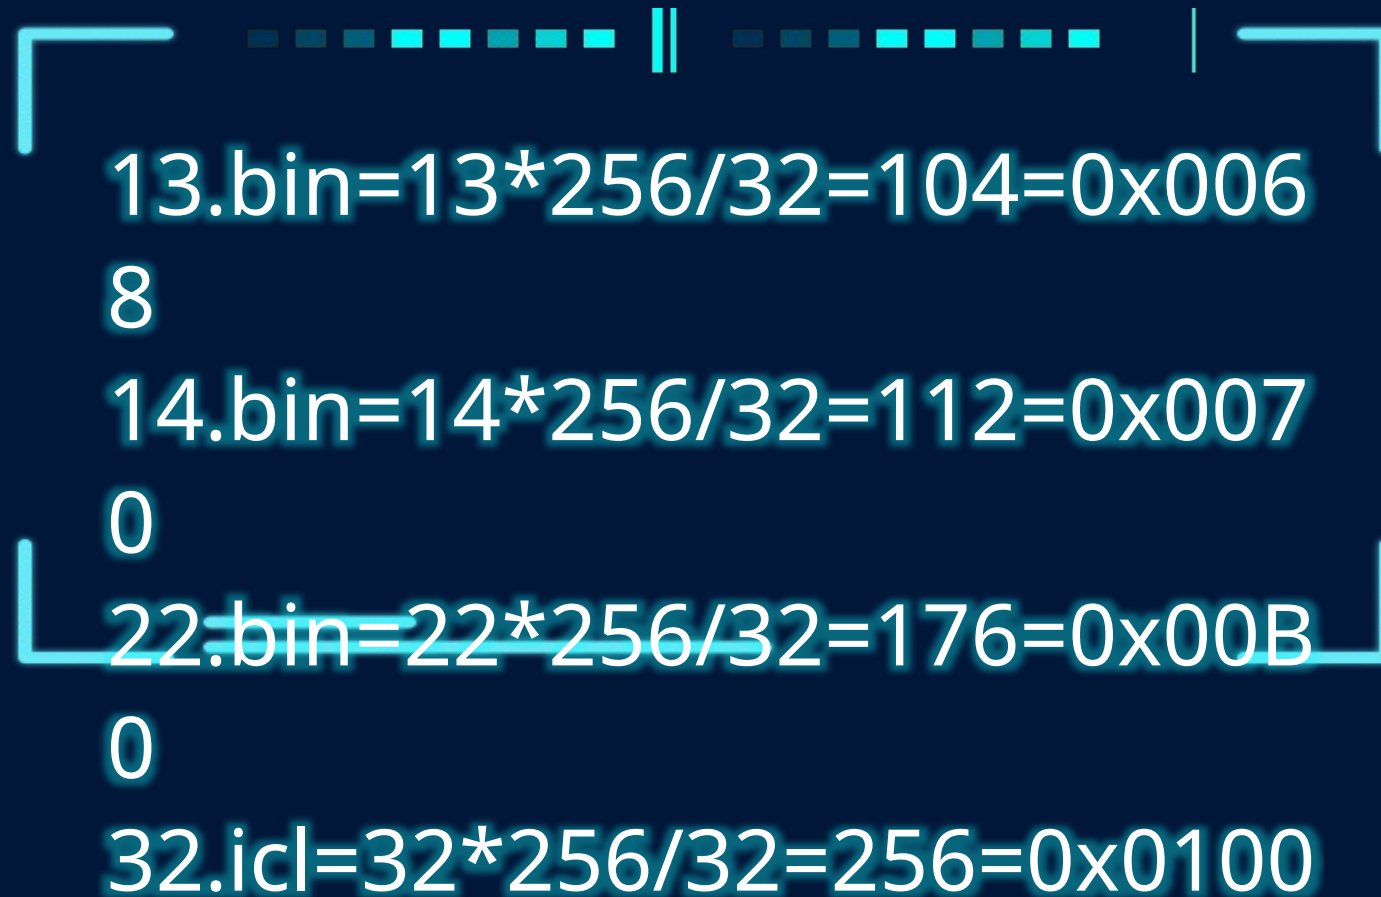 13.bin=13*256/32=104=0x006
8
14.bin=14*256/32=112=0x007
0
22.bin=22*256/32=176=0x00B
0
32.icl=32*256/32=256=0x0100